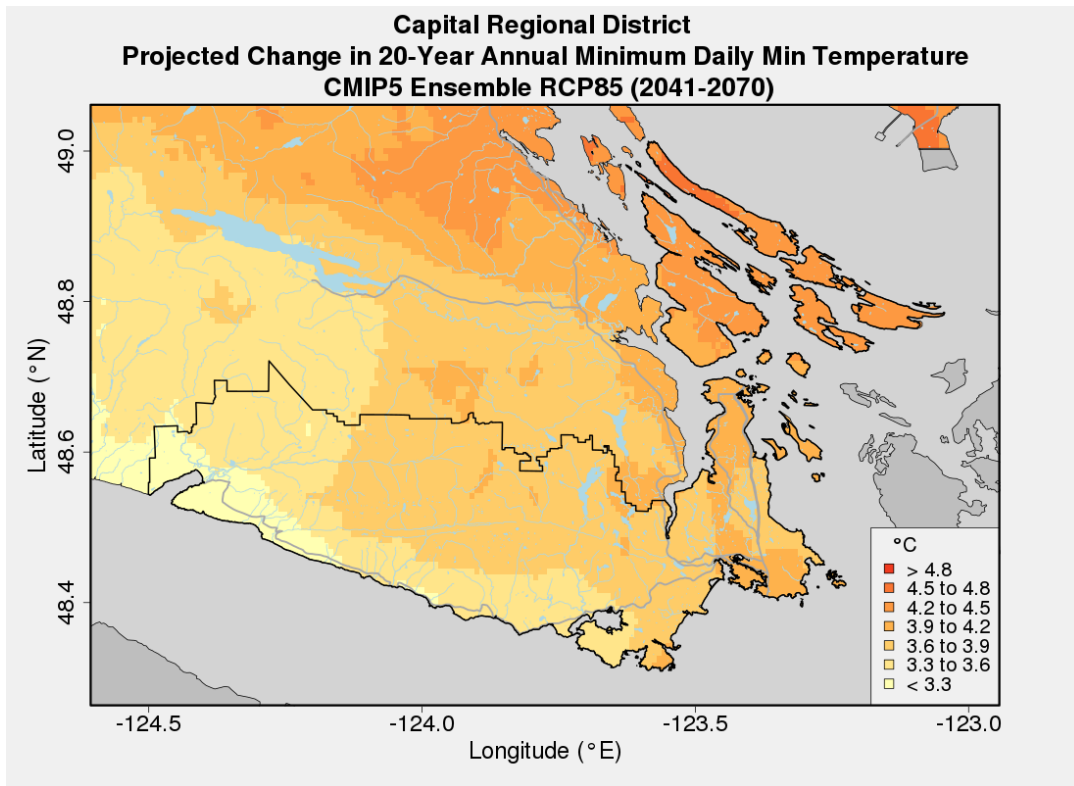 Capital Regional District
Projected Change in 20-Year Annual Minimum Daily Min Temperature
CMIP5 Ensemble RCP85 (2041-2070)
49.0
48.8
48.6
48.4
Latitude (°N)
°C
> 4.8
4.5 to 4.8
4.2 to 4.5
3.9 to 4.2
3.6 to 3.9
3.3 to 3.6
< 3.3
-124.5
-124.0
-123.5
-123.0
Longitude (°E)